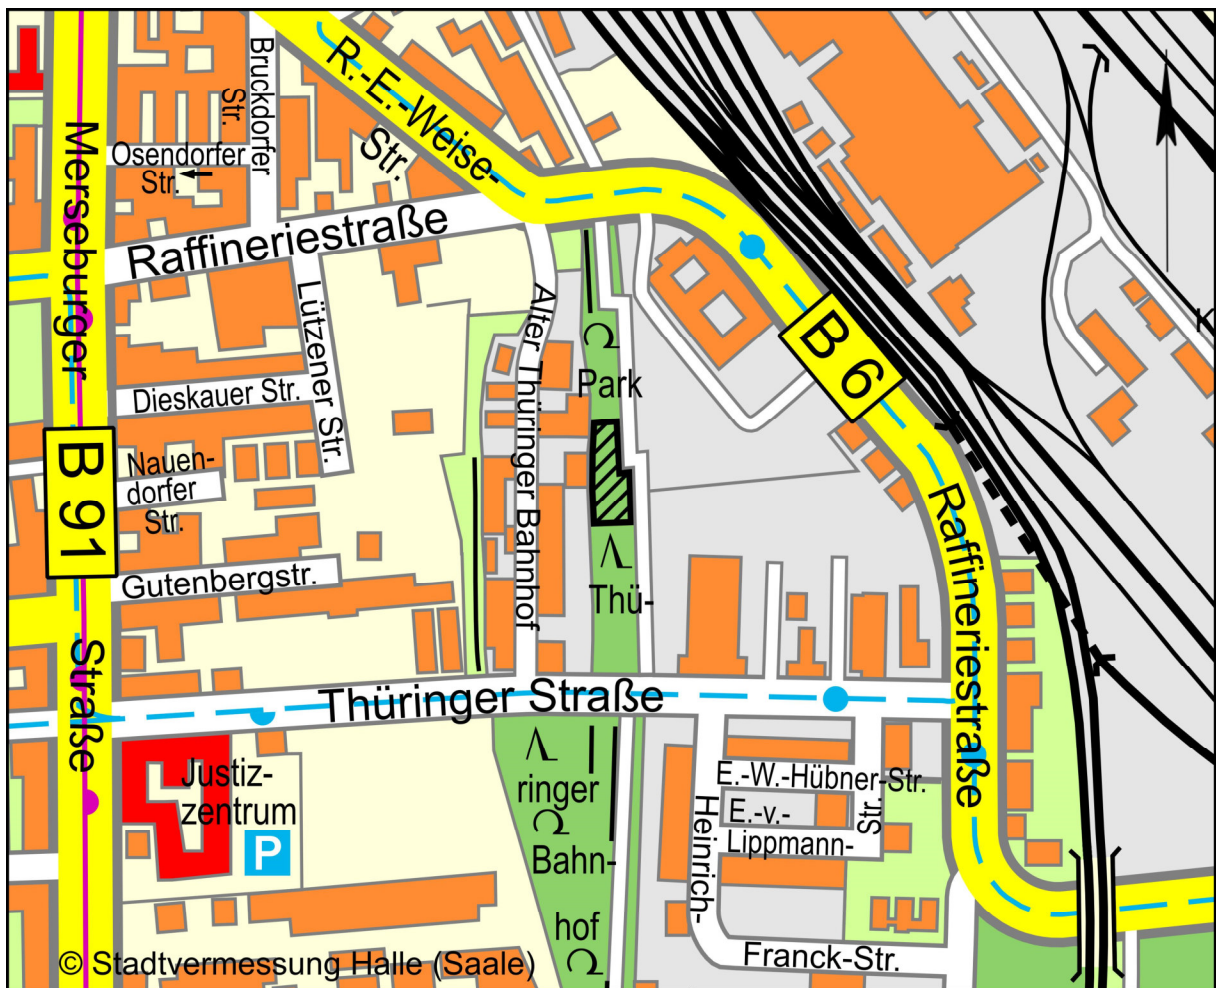 R.-E.-Weise-
Str.
Bruckdorfer
Str.
Osendorfer
Str.
Merseburger
Straße
Raffineriestraße
Lützener Str.
Alter Thüringer Bahnhof
Dieskauer Str.
Park
B 6
K
B 91
Nauen-
dorfer
Str.
Raffineriestraße
Gutenbergstr.
Thü-
Thüringer Straße
Justiz-
zentrum
P
ringer
Bahn-
hof
E.-W.-Hübner-Str.
E.-v.-
Lippmann-
Str.
Heinrich-
Franck-Str.
© Stadtvermessung Halle (Saale)